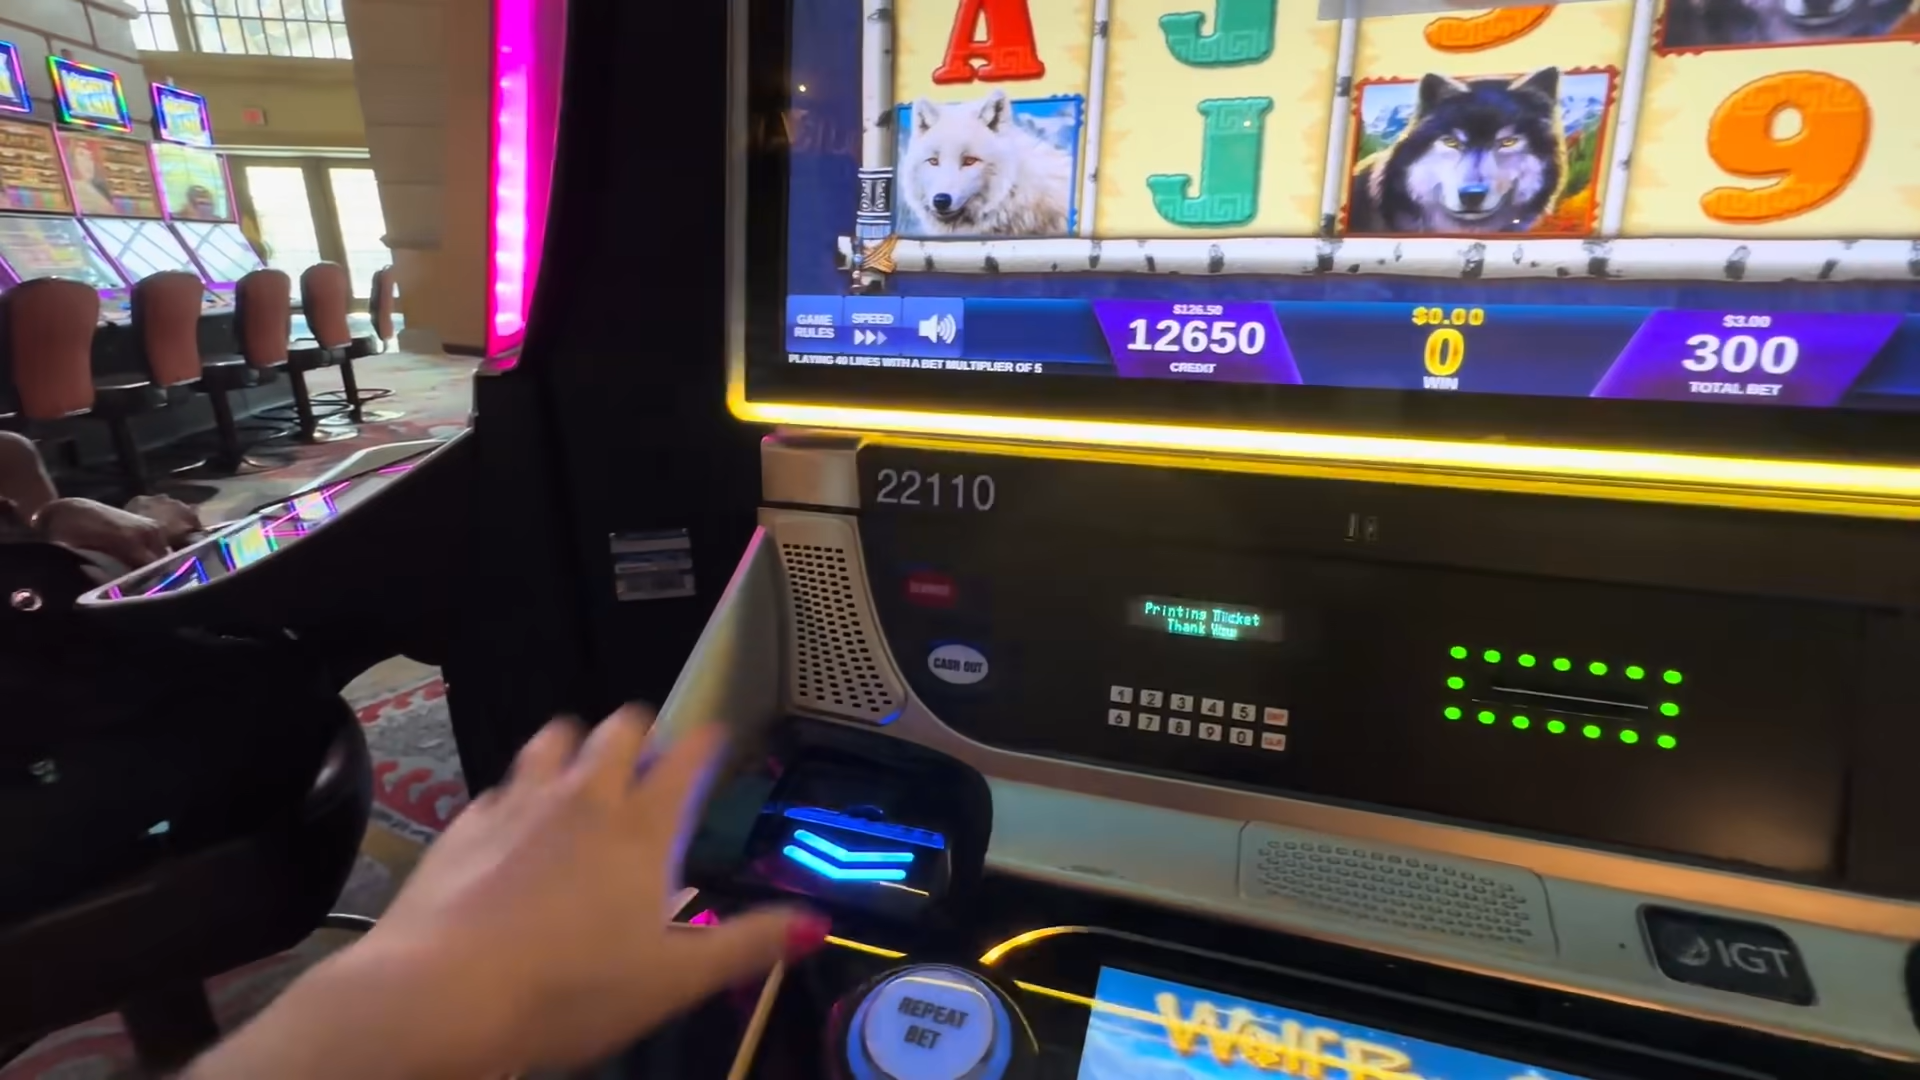 A
J
J
9
GAME
RULES
SPEED
$126.50
12650
CREDIT
$0.00
0
WIN
$3.00
300
TOTAL BET
PLAYING 40 LINES WITH A BET MULTIPLIER OF 5
22110
Printing Ticket
Thank You
CASH OUT
1 2 3 4 5
6 7 8 9 0
IGT
REPEAT
BET
Wolf R